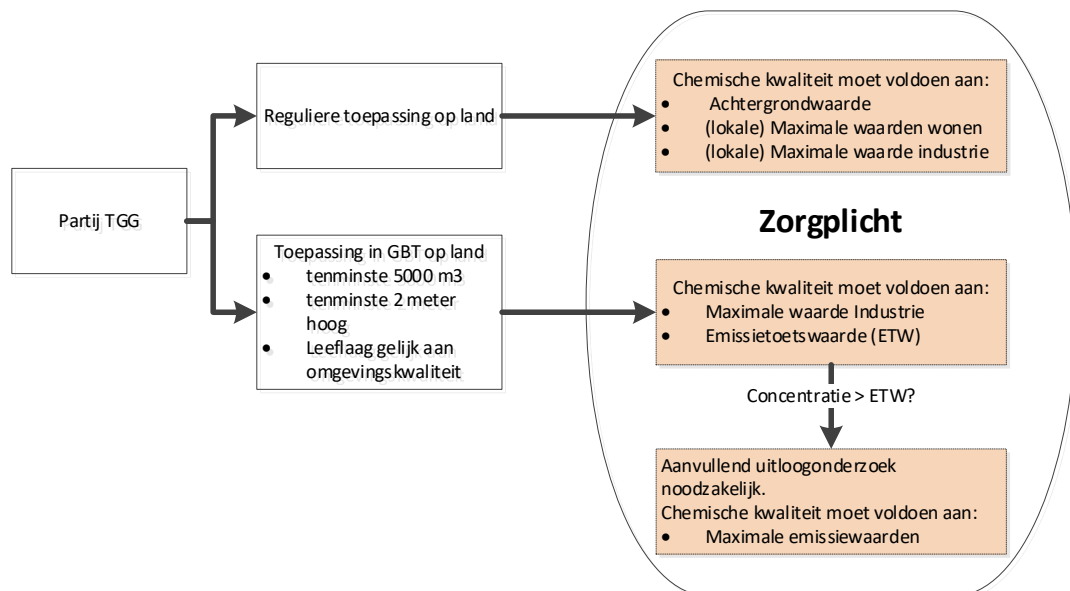 Partij TGG
Reguliere toepassing op land
Toepassing in GBT op land
• tenminste 5000 m3
• tenminste 2 meter
hoog
• Leeflaag gelijk aan
omgevingskwaliteit
Chemische kwaliteit moet voldoen aan:
• Achtergrondwaarde
• (lokale) Maximale waarden wonen
• (lokale) Maximale waarde industrie
Zorgplicht
Chemische kwaliteit moet voldoen aan:
• Maximale waarde Industrie
• Emissietoetswaarde (ETW)
Concentratie > ETW?
Aanvullend uitloogonderzoek
noodzakelijk.
Chemische kwaliteit moet voldoen aan:
• Maximale emissiewaarden